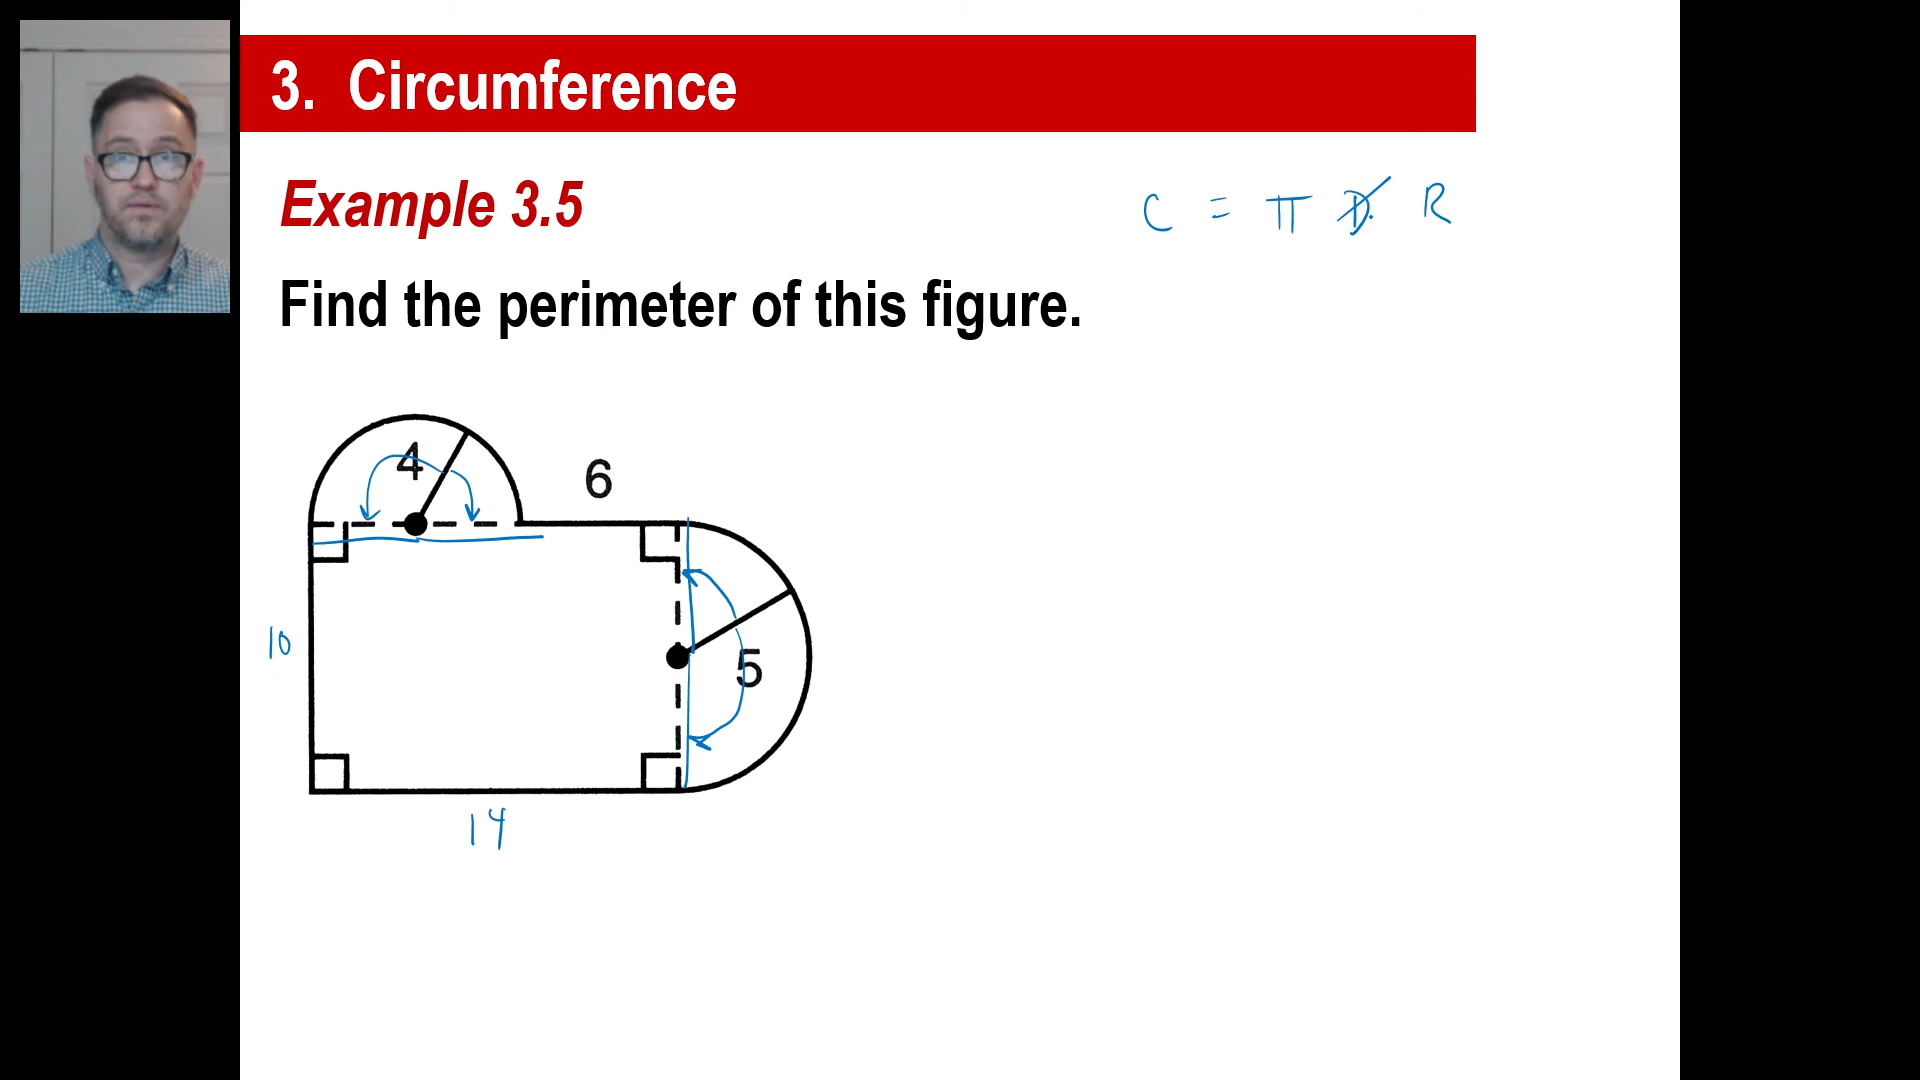 3. Circumference
Example 3.5
C = π D R
Find the perimeter of this figure.
4
6
10
5
14